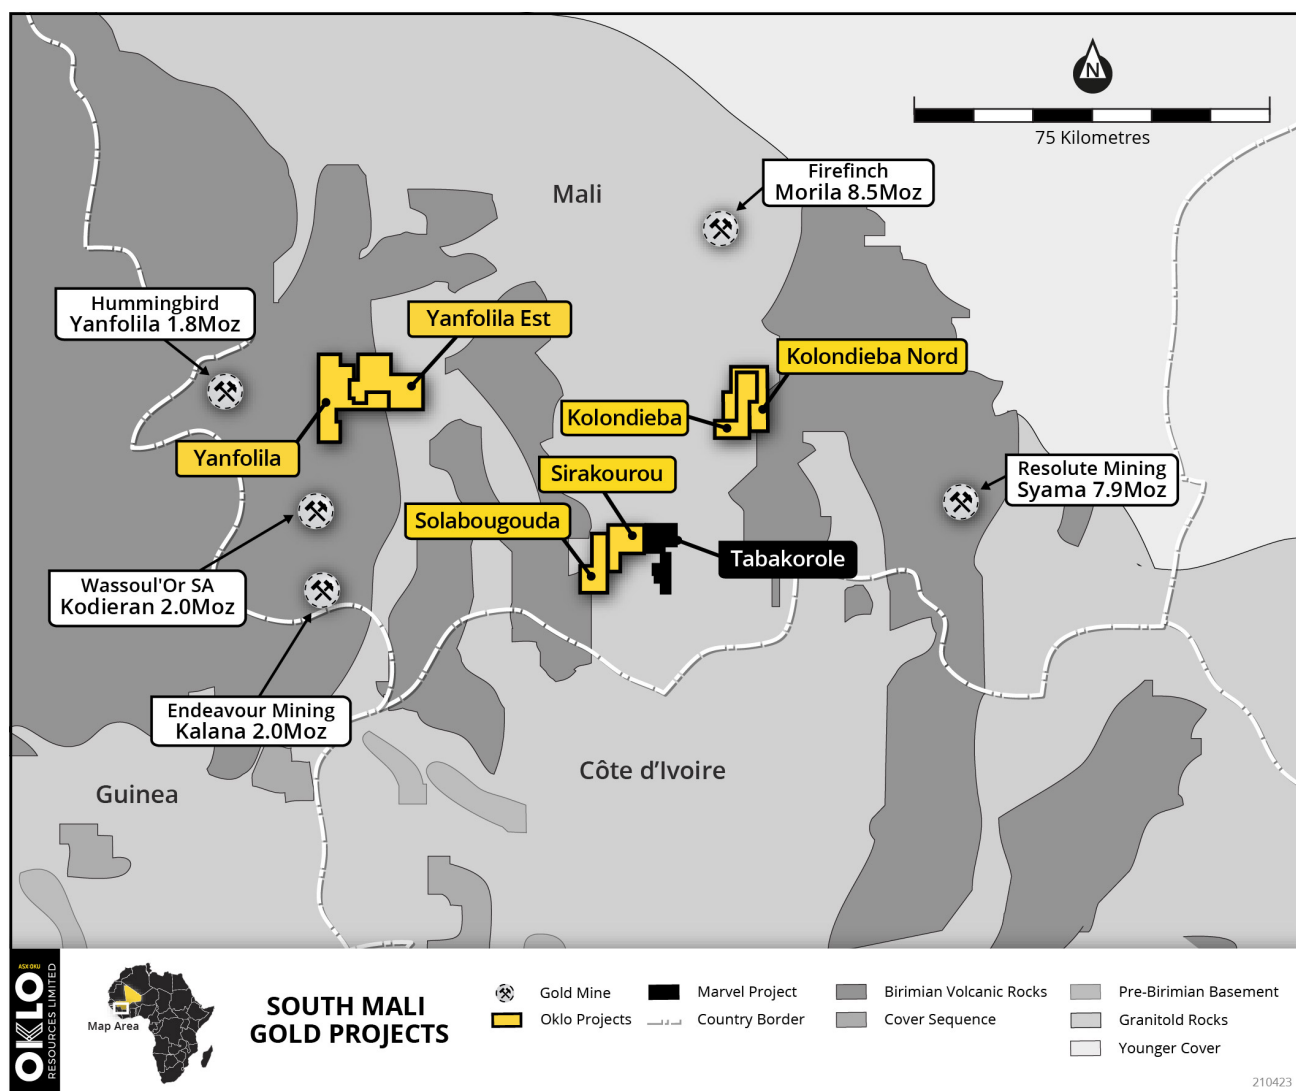 N
75 Kilometres
Mali
Firefinch
Morila 8.5Moz
Hummingbird
Yanfolila 1.8Moz
Yanfolila Est
Kolondieba Nord
Kolondieba
Yanfolila
Sirakourou
Resolute Mining
Syama 7.9Moz
Solabougouda
Tabakorole
Wassoul'Or SA
Kodieran 2.0Moz
Endeavour Mining
Kalana 2.0Moz
Côte d'Ivoire
Guinea
ASX:OKU
OKLO
RESOURCES LIMITED
Map Area
SOUTH MALI
GOLD PROJECTS
Gold Mine
Oklo Projects
Marvel Project
Country Border
Birimian Volcanic Rocks
Cover Sequence
Pre-Birimian Basement
Granitold Rocks
Younger Cover
210423